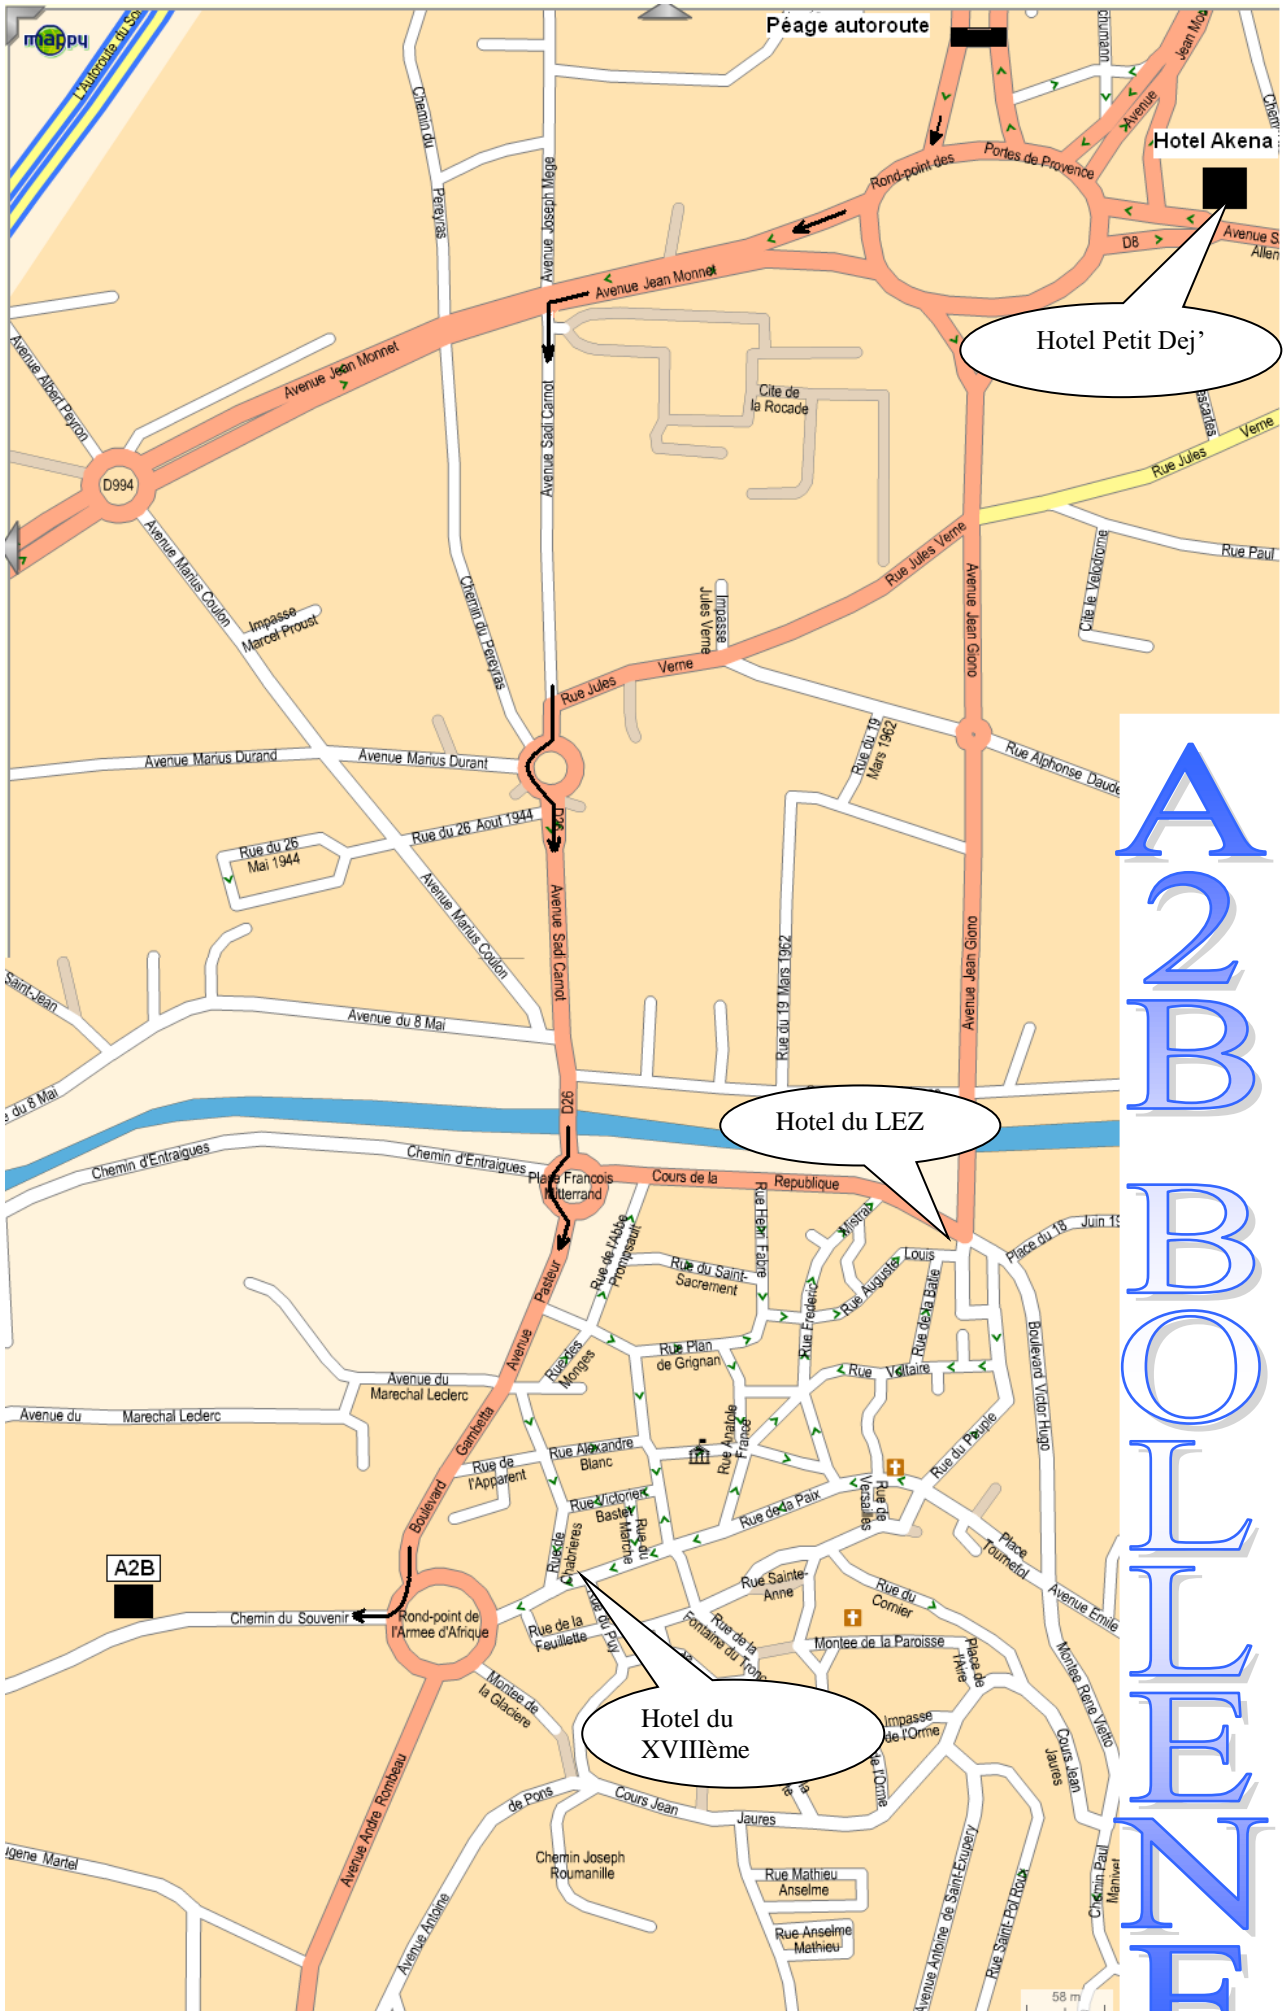 mappy
L'Autoroute du
Péage autoroute
Chemin du
Pereyras
Avenue Joseph Mege
Rond-point des
Portes de Provence
Avenue
Jean
Hotel Akena
D8
Avenue
Allen
Avenue Jean Monnet
Hotel Petit Dej’
Avenue Jean Monnet
Avenue Albert Peyron
Avenue Sadi Carnot
Cite de
la Rocade
D994
Rue Jules
Verne
Rue Jules Verne
Rue Paul
Cite le Velodrome
Avenue Marius Coulon
Impasse
Marcel Proust
Chemin du Pereyras
Impasse
Jules Verne
Avenue Jean Giono
Rue Jules
Verne
Rue du 19
Mars 1962
Rue Alphonse Daude
Avenue Marius Durand
Avenue Marius Durant
D26
Rue du 26 Aout 1944
Rue du 26
Mai 1944
Avenue Marius Coulon
Avenue Sadi Carnot
Rue du 19 Mars 1962
Avenue Jean Giono
Saint-Jean
Avenue du 8 Mai
du 8 Mai
D26
Hotel du LEZ
Chemin d'Entraigues
Chemin d'Entraigues
Place Francois
Mitterrand
Cours de la
Republique
Rue de l'Abbe
Prompsault
Rue Henri Fabre
Mistral
Place du 18
Juin 19
Rue du Saint-
Sacrement
Rue Auguste
Louis
Rue de la Batie
Rue Frederic
Avenue
Pasteur
Rue des
Monges
Rue Plan
de Grignan
Rue Voltaire
Boulevard Victor Hugo
Avenue du
Marechal Leclerc
Avenue du
Marechal Leclerc
Boulevard
Gambetta
Rue de
l'Apparent
Rue Alexandre
Blanc
Rue Anatole
France
Rue du Peuple
Rue Victorien
Bastet
Rue de
Chabrieres
Rue du
Marche
Rue de la Paix
Rue de
Versailles
Place
Tournefol
Avenue Emile
A2B
Chemin du Souvenir
Rond-point de
l'Armee d'Afrique
Rue de la
Feuillette
Rue du Puy
Rue Sainte-
Anne
Rue du
Cornier
Rue de la
Fontaine du Tronc
Montee de la Paroisse
Place de
l'Aire
Montee Rene Vietto
Montee de
la Glaciere
Hotel du
XVIIIème
Impasse
de l'Orme
de l'Orme
Cours Jean
Jaures
Avenue Andre Rombeau
de Pons
Cours Jean
Jaures
Chemin Joseph
Roumanille
Rue Mathieu
Anselme
Rue Anselme
Mathieu
Avenue Antoine
Avenue Antoine de Saint-Exupery
Rue Saint-Pol Roux
Chemin Paul
Manivet
ugene Martel
58 m
A2B BOLLENE